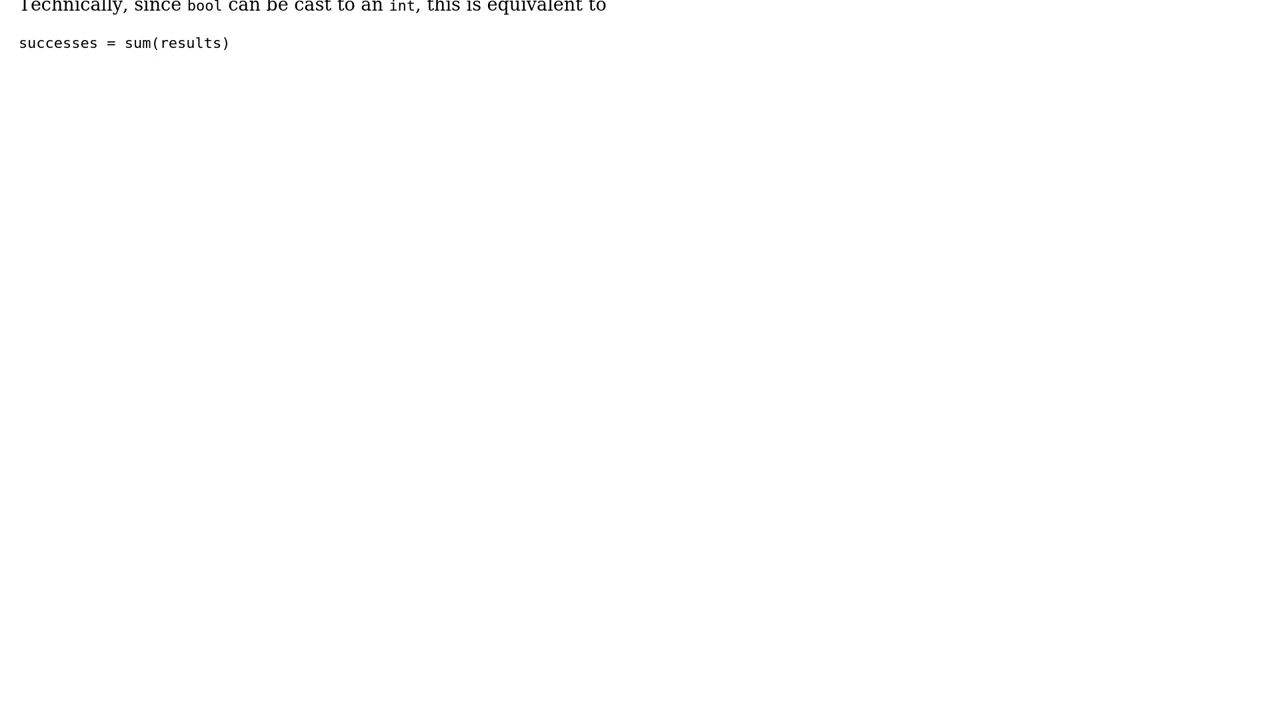 Technically, since bool can be cast to an int, this is equivalent to
successes = sum(results)